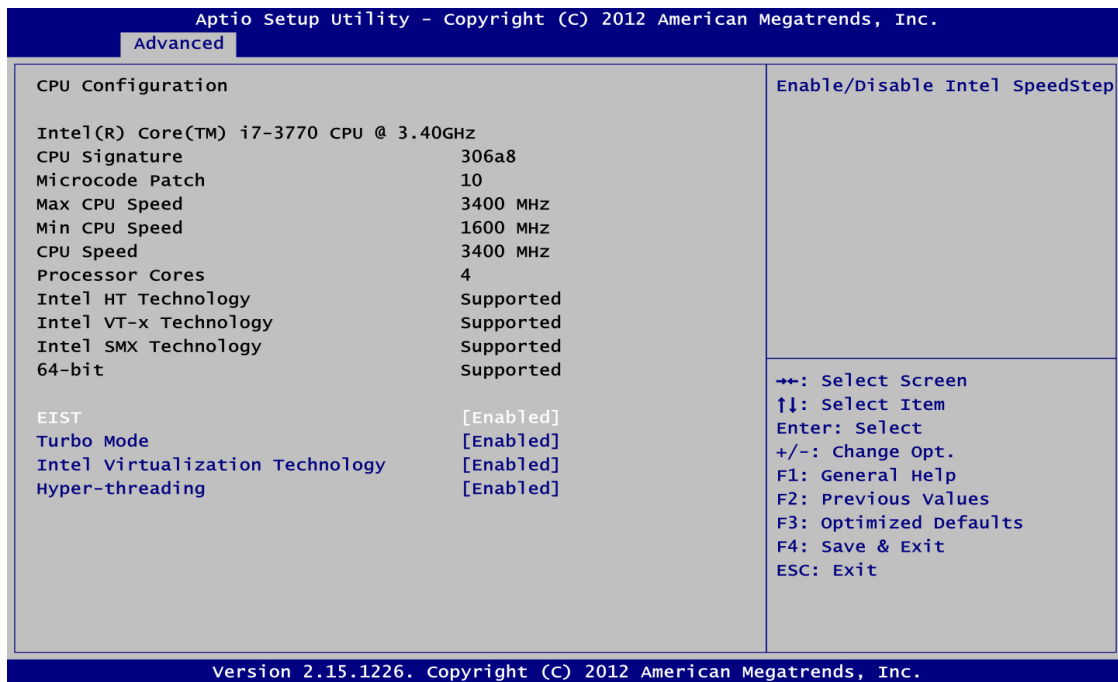 Aptio Setup Utility - Copyright (C) 2012 American Megatrends, Inc.
Advanced
CPU Configuration
Intel(R) Core(TM) i7-3770 CPU @ 3.40GHz
CPU Signature 306a8
Microcode Patch 10
Max CPU Speed 3400 MHz
Min CPU Speed 1600 MHz
CPU Speed 3400 MHz
Processor Cores 4
Intel HT Technology Supported
Intel VT-x Technology Supported
Intel SMX Technology Supported
64-bit Supported
EIST [Enabled]
Turbo Mode [Enabled]
Intel Virtualization Technology [Enabled]
Hyper-threading [Enabled]
Enable/Disable Intel SpeedStep
→←: Select Screen
↑↓: Select Item
Enter: Select
+/-: Change Opt.
F1: General Help
F2: Previous Values
F3: Optimized Defaults
F4: Save & Exit
ESC: Exit
Version 2.15.1226. Copyright (C) 2012 American Megatrends, Inc.